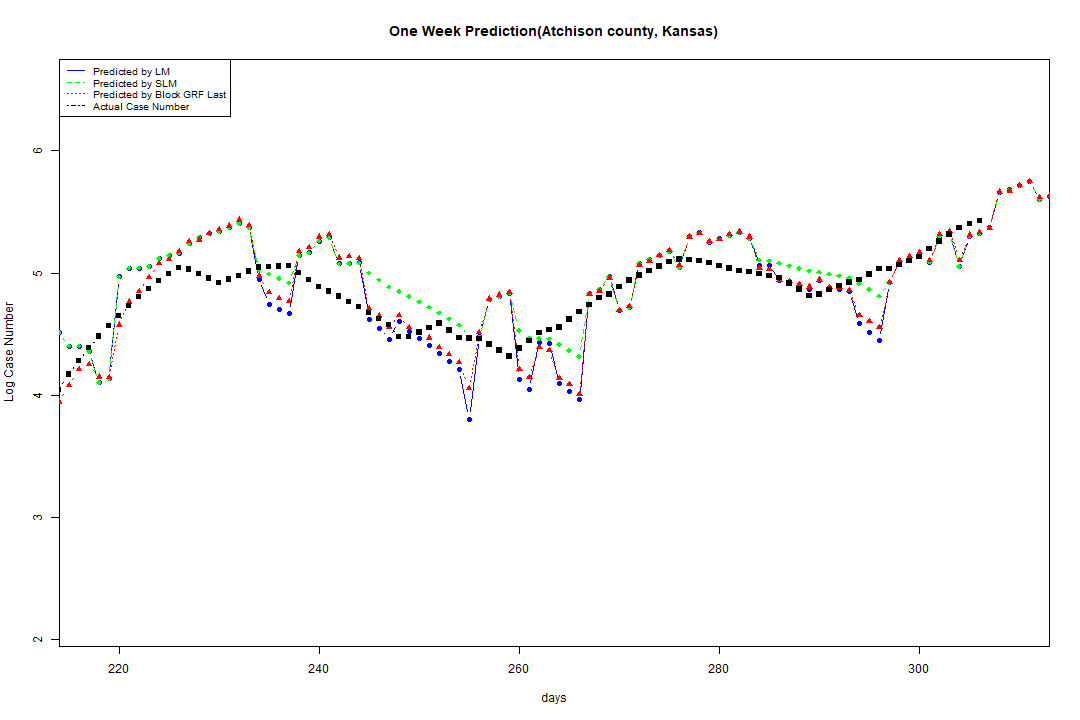 One Week Prediction(Atchison county, Kansas)
Predicted by LM
Predicted by SLM
Predicted by Block GRF Last
Actual Case Number
6
5
4
3
2
Log Case Number
220 240 260 280 300
days